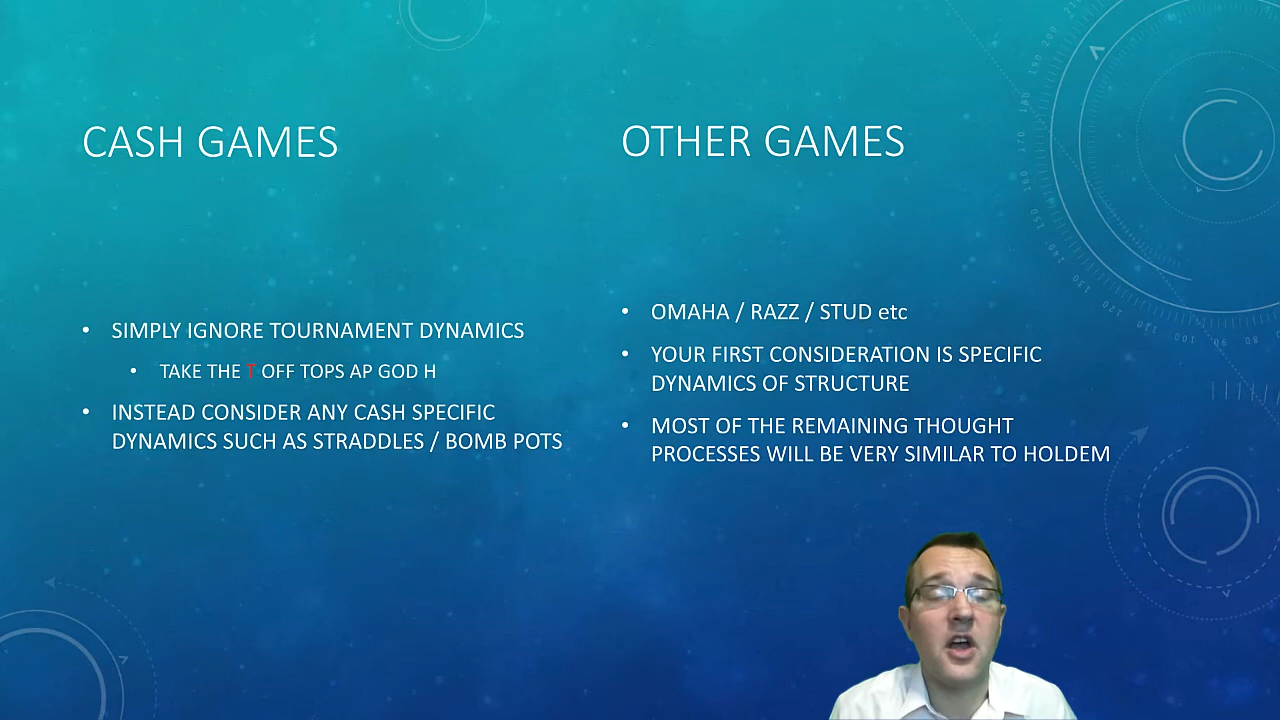 CASH GAMES
SIMPLY IGNORE TOURNAMENT DYNAMICS
TAKE THE T OFF TOPS AP GOD H
INSTEAD CONSIDER ANY CASH SPECIFIC
DYNAMICS SUCH AS STRADDLES / BOMB POTS
OTHER GAMES
OMAHA / RAZZ / STUD etc
YOUR FIRST CONSIDERATION IS SPECIFIC
DYNAMICS OF STRUCTURE
MOST OF THE REMAINING THOUGHT
PROCESSES WILL BE VERY SIMILAR TO HOLDEM